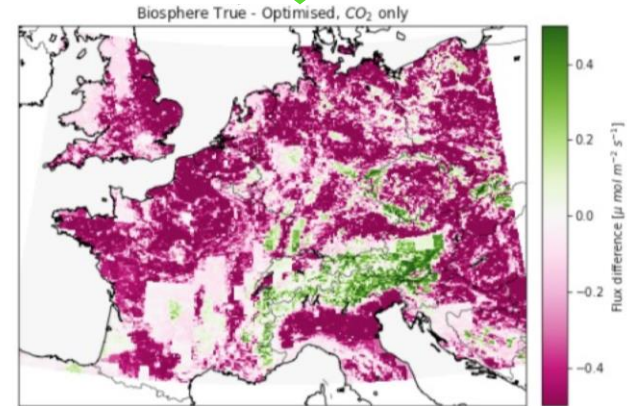 Biosphere True - Optimised, CO₂ only
0.4
0.2
0.0
−0.2
−0.4
Flux difference [μ mol m⁻² s⁻¹]